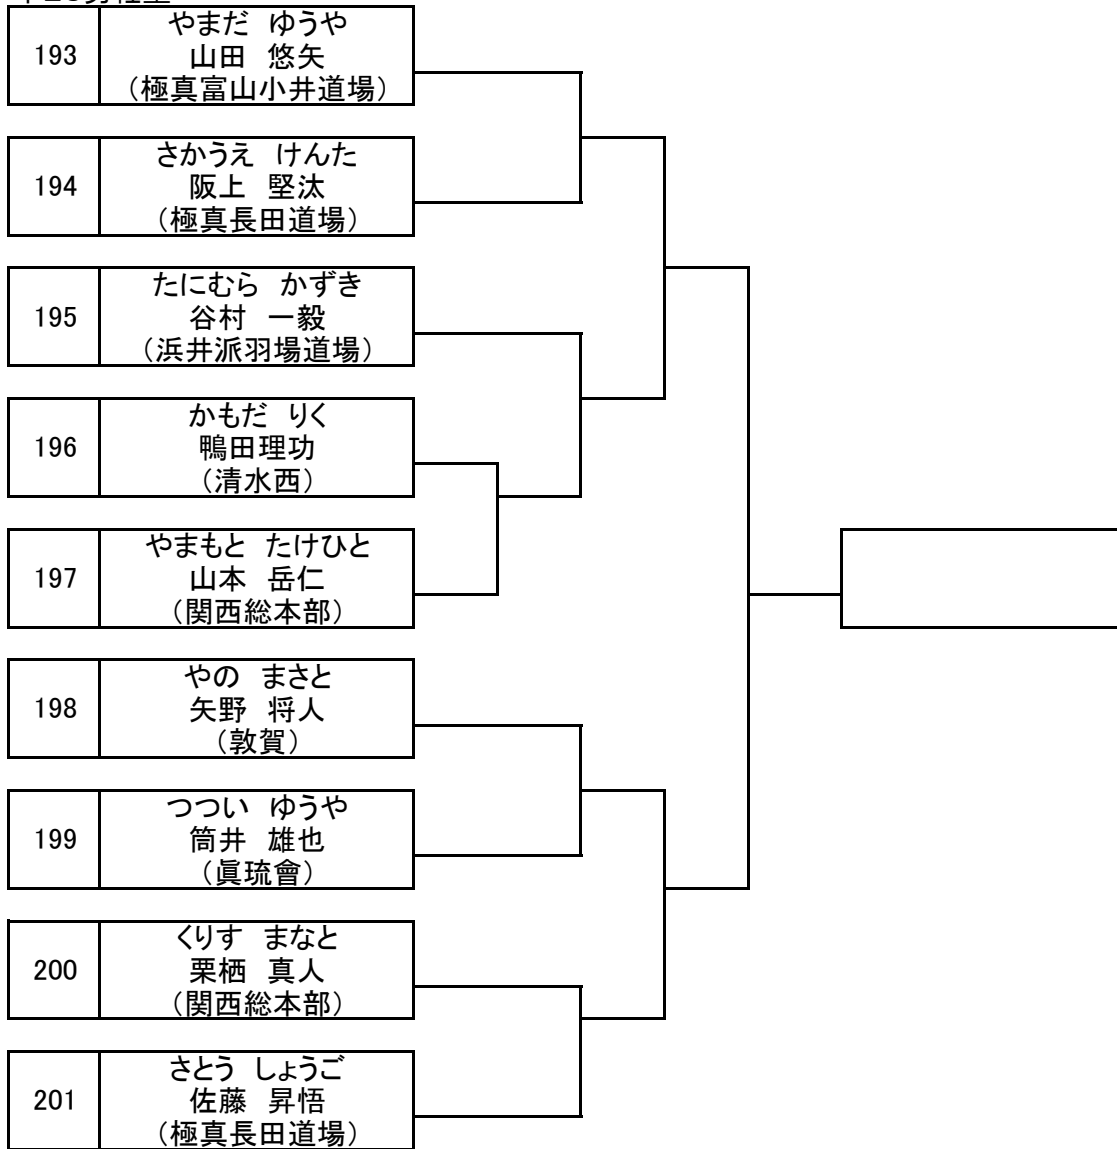 193
やまだ ゆうや
山田 悠矢
（極真富山小井道場）
194
さかうえ けんた
阪上 堅汰
（極真長田道場）
195
たにむら かずき
谷村 一毅
（浜井派羽場道場）
196
かもだ りく
鴨田理功
（清水西）
197
やまもと たけひと
山本 岳仁
（関西総本部）
198
やの まさと
矢野 将人
（敦賀）
199
つつい ゆうや
筒井 雄也
（眞琉會）
200
くりす まなと
栗栖 真人
（関西総本部）
201
さとう しょうご
佐藤 昇悟
（極真長田道場）